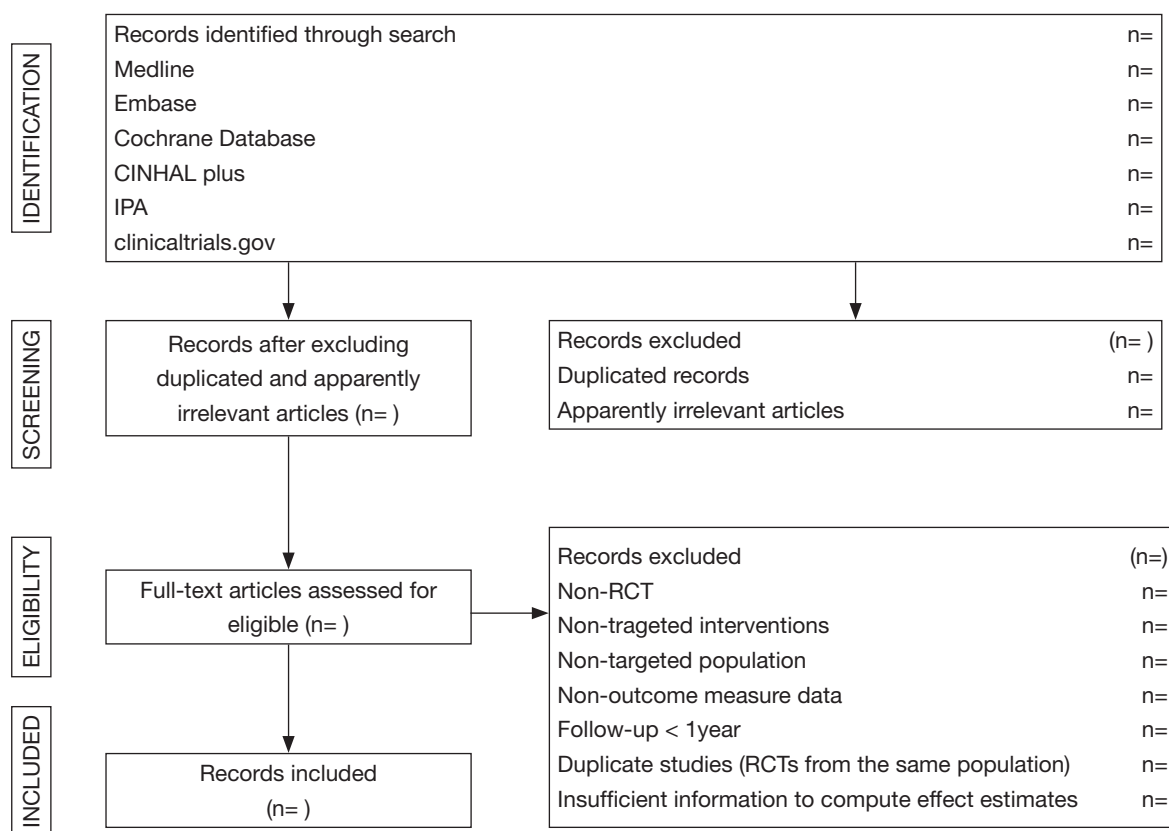 IDENTIFICATION
Records identified through search n=
Medline n=
Embase n=
Cochrane Database n=
CINHAL plus n=
IPA n=
clinicaltrials.gov n=
SCREENING
Records after excluding
duplicated and apparently
irrelevant articles (n= )
Records excluded (n= )
Duplicated records n=
Apparently irrelevant articles n=
ELIGIBILITY
Full-text articles assessed for
eligible (n= )
Records excluded (n=)
Non-RCT n=
Non-trageted interventions n=
Non-targeted population n=
Non-outcome measure data n=
Follow-up < 1year n=
Duplicate studies (RCTs from the same population) n=
Insufficient information to compute effect estimates n=
INCLUDED
Records included
(n= )